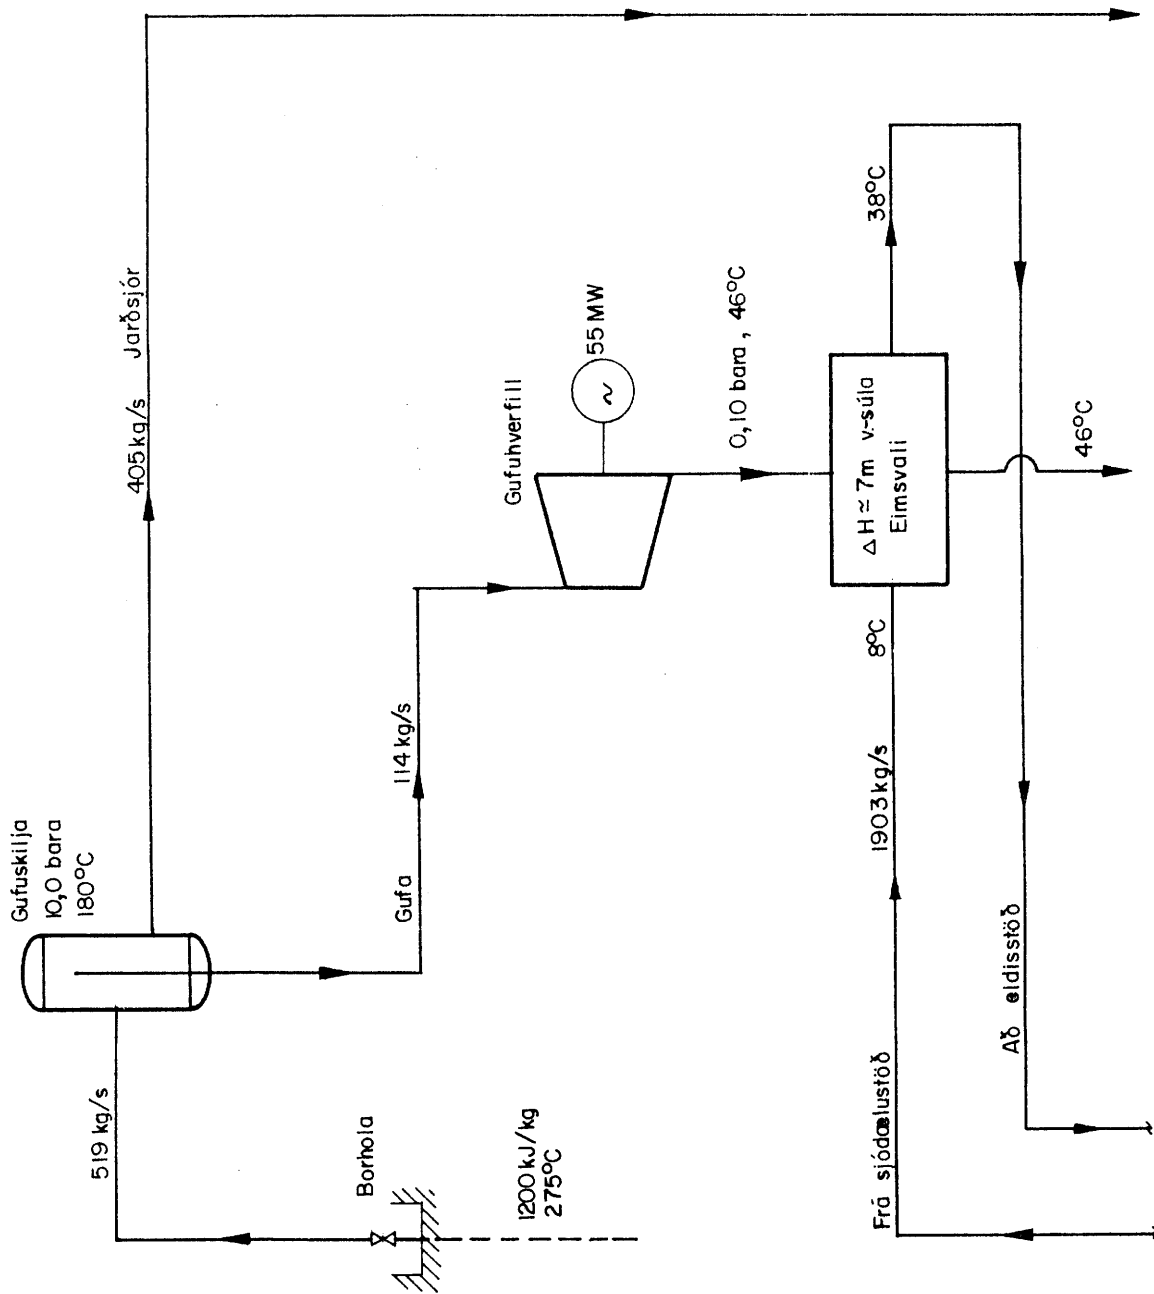 Gufuskilja
10,0 bara
180°C
519 kg/s
Borhola
1200 kJ/kg
275°C
405 kg/s Jarðsjór
Gufa
114 kg/s
Gufuhverfill
~
55 MW
0,10 bara, 46°C
Frá sjódælustöð
1903 kg/s
8°C
Δ H ≃ 7m v.-súla
Eimsvali
38°C
46°C
Að eldisstöð